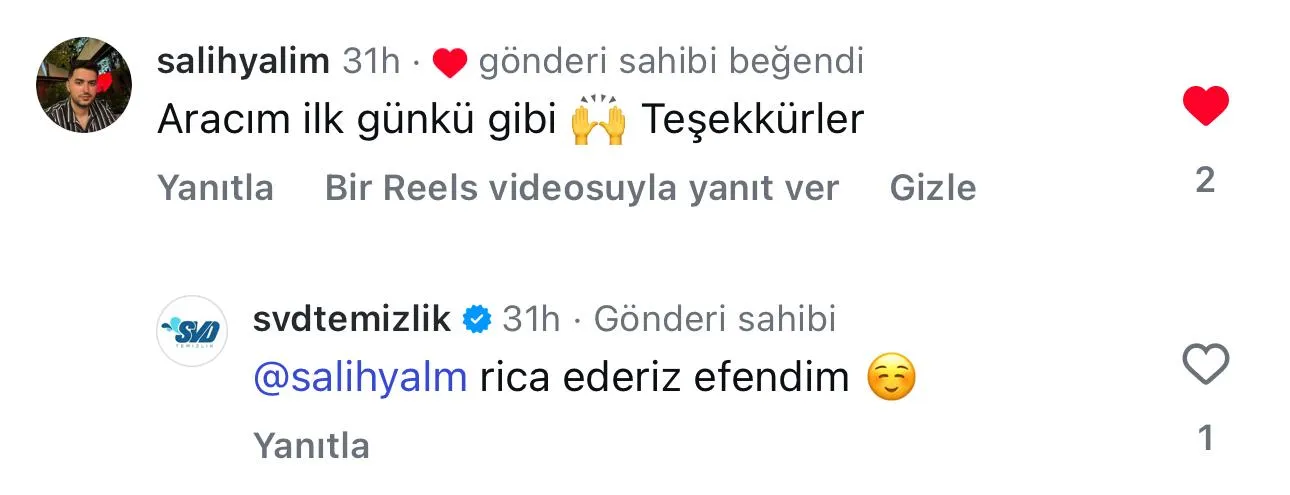 salihyalim 31h · ❤️ gönderi sahibi beğendi
Aracım ilk günkü gibi 🙌 Teşekkürler
2
Yanıtla Bir Reels videosuyla yanıt ver Gizle
SVD
TEMİZLİK
svdtemizlik 31h · Gönderi sahibi
@salihyalm rica ederiz efendim ☺️
1
Yanıtla